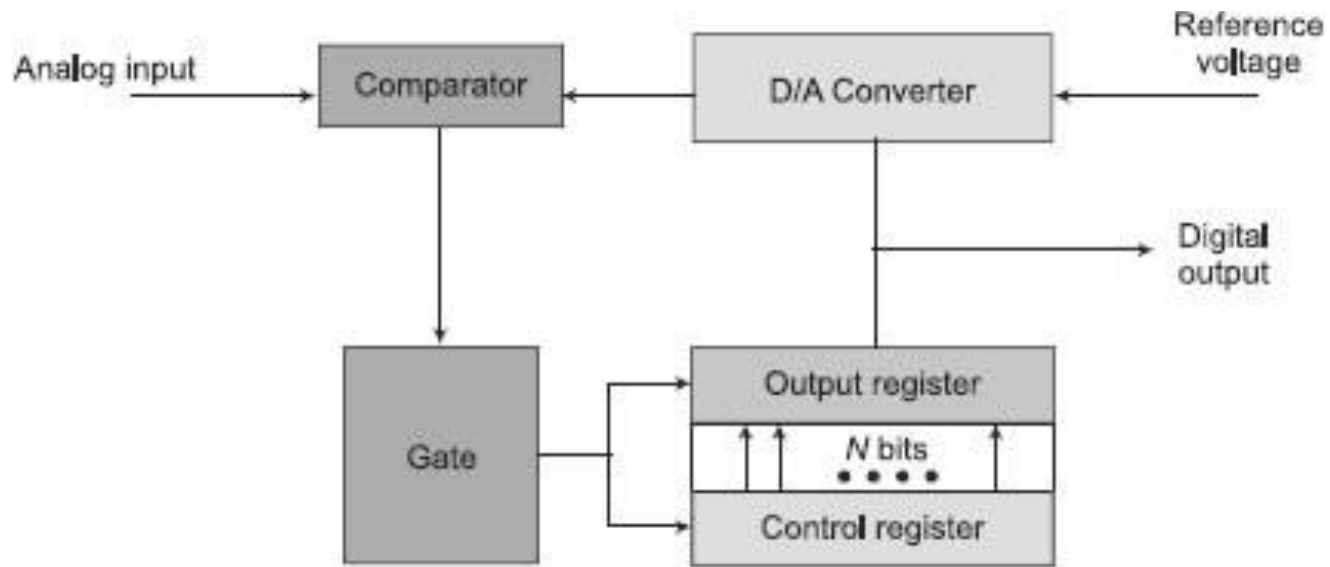 Reference
voltage
Analog input
Comparator
D/A Converter
Digital
output
Output register
N bits
Gate
Control register